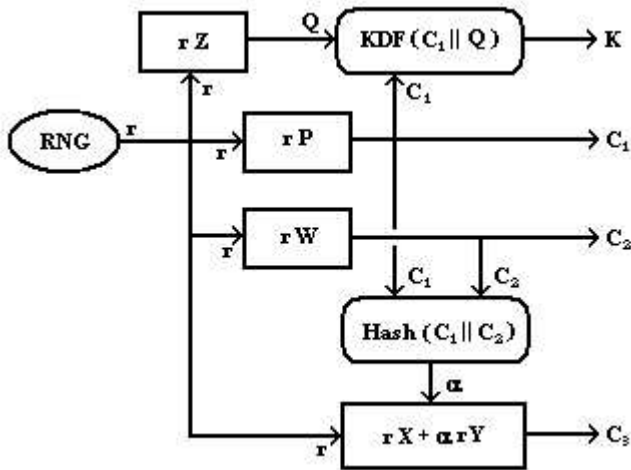 r Z
Q
KDF ( C₁ || Q )
K
r
C₁
RNG
r
r
r P
C₁
r W
C₂
r
C₁
C₂
Hash ( C₁ || C₂ )
α
r
r X + α r Y
C₃